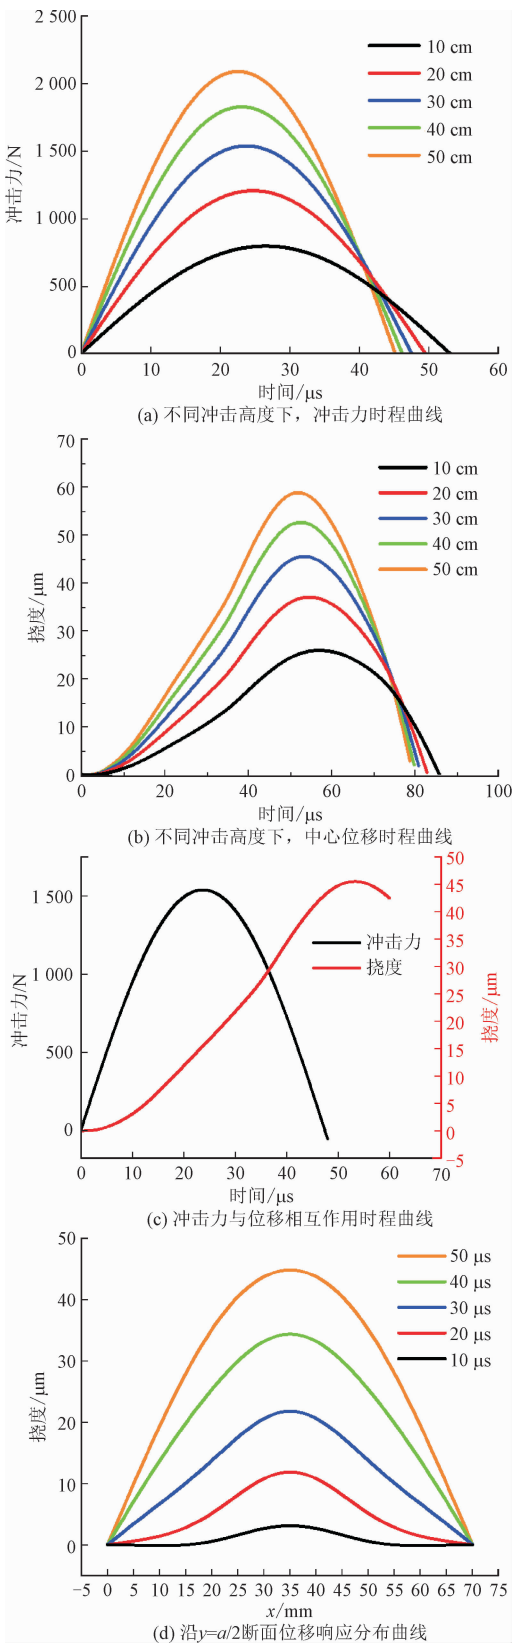 2 500
2 000
1 500
1 000
500
0
冲击力/N
10 cm
20 cm
30 cm
40 cm
50 cm
0 10 20 30 40 50 60
时间/μs
(a) 不同冲击高度下，冲击力时程曲线
70
60
50
40
30
20
10
0
挠度/μm
10 cm
20 cm
30 cm
40 cm
50 cm
0 20 40 60 80 100
时间/μs
(b) 不同冲击高度下，中心位移时程曲线
1 500
1 000
500
0
冲击力/N
冲击力
挠度
50
45
40
35
30
25
20
15
10
5
0
−5
挠度/μm
0 10 20 30 40 50 60 70
时间/μs
(c) 冲击力与位移相互作用时程曲线
50
40
30
20
10
0
挠度/μm
50 μs
40 μs
30 μs
20 μs
10 μs
−5 0 5 10 15 20 25 30 35 40 45 50 55 60 65 70 75
x/mm
(d) 沿y=a/2断面位移响应分布曲线